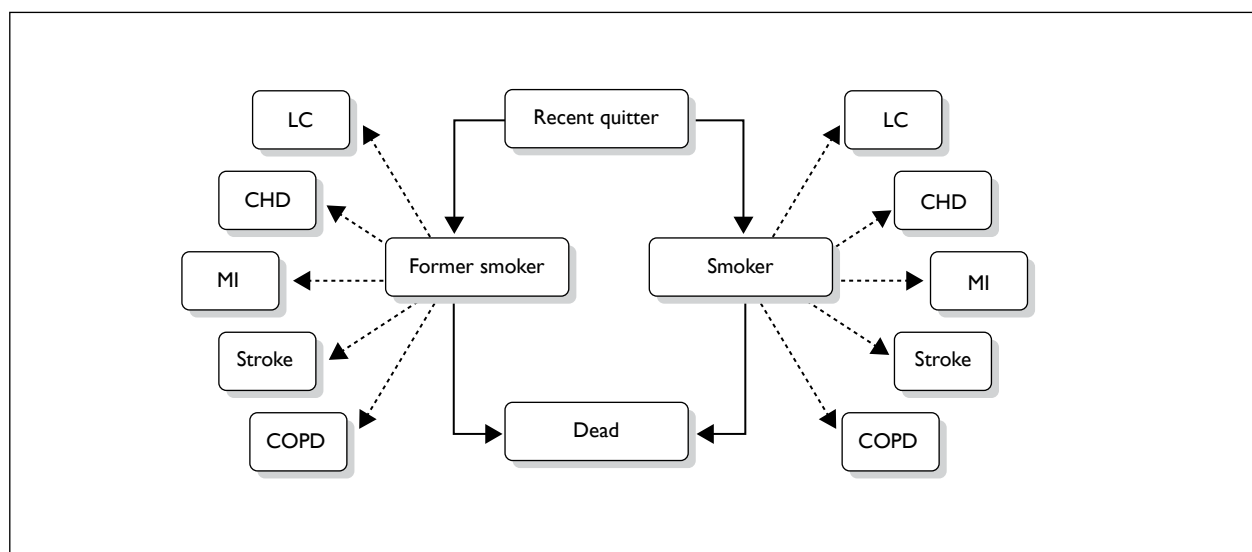 LC
Recent quitter
LC
CHD
CHD
Former smoker
Smoker
MI
MI
Stroke
Stroke
Dead
COPD
COPD